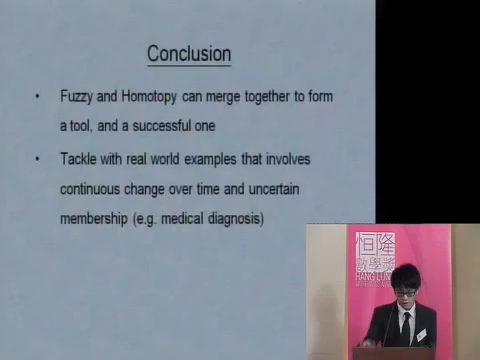 Conclusion
• Fuzzy and Homotopy can merge together to form
a tool, and a successful one
• Tackle with real world examples that involves
continuous change over time and uncertain
membership (e.g. medical diagnosis)
恒隆
數學獎
HANG LUNG